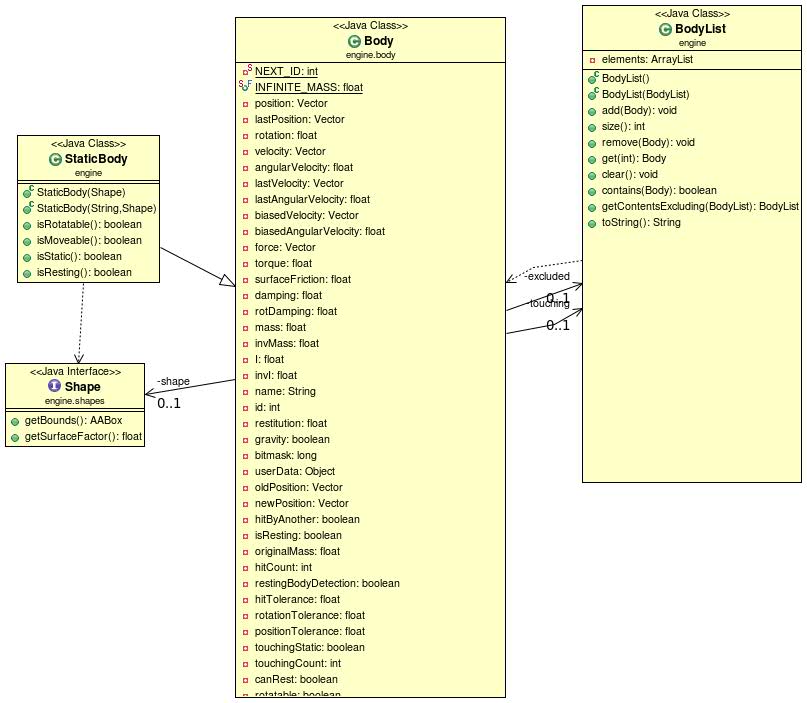 <<Java Class>>
StaticBody
engine
StaticBody(Shape)
StaticBody(String,Shape)
isRotatable(): boolean
isMoveable(): boolean
isStatic(): boolean
isResting(): boolean
<<Java Interface>>
Shape
engine.shapes
getBounds(): AABox
getSurfaceFactor(): float
-shape
0..1
<<Java Class>>
Body
engine.body
NEXT_ID: int
INFINITE_MASS: float
position: Vector
lastPosition: Vector
rotation: float
velocity: Vector
angularVelocity: float
lastVelocity: Vector
lastAngularVelocity: float
biasedVelocity: Vector
biasedAngularVelocity: float
force: Vector
torque: float
surfaceFriction: float
damping: float
rotDamping: float
mass: float
invMass: float
I: float
invI: float
name: String
id: int
restitution: float
gravity: boolean
bitmask: long
userData: Object
oldPosition: Vector
newPosition: Vector
hitByAnother: boolean
isResting: boolean
originalMass: float
hitCount: int
restingBodyDetection: boolean
hitTolerance: float
rotationTolerance: float
positionTolerance: float
touchingStatic: boolean
touchingCount: int
canRest: boolean
rotatable: boolean
-excluded
0..1
-touching
0..1
<<Java Class>>
BodyList
engine
elements: ArrayList
BodyList()
BodyList(BodyList)
add(Body): void
size(): int
remove(Body): void
get(int): Body
clear(): void
contains(Body): boolean
getContentsExcluding(BodyList): BodyList
toString(): String